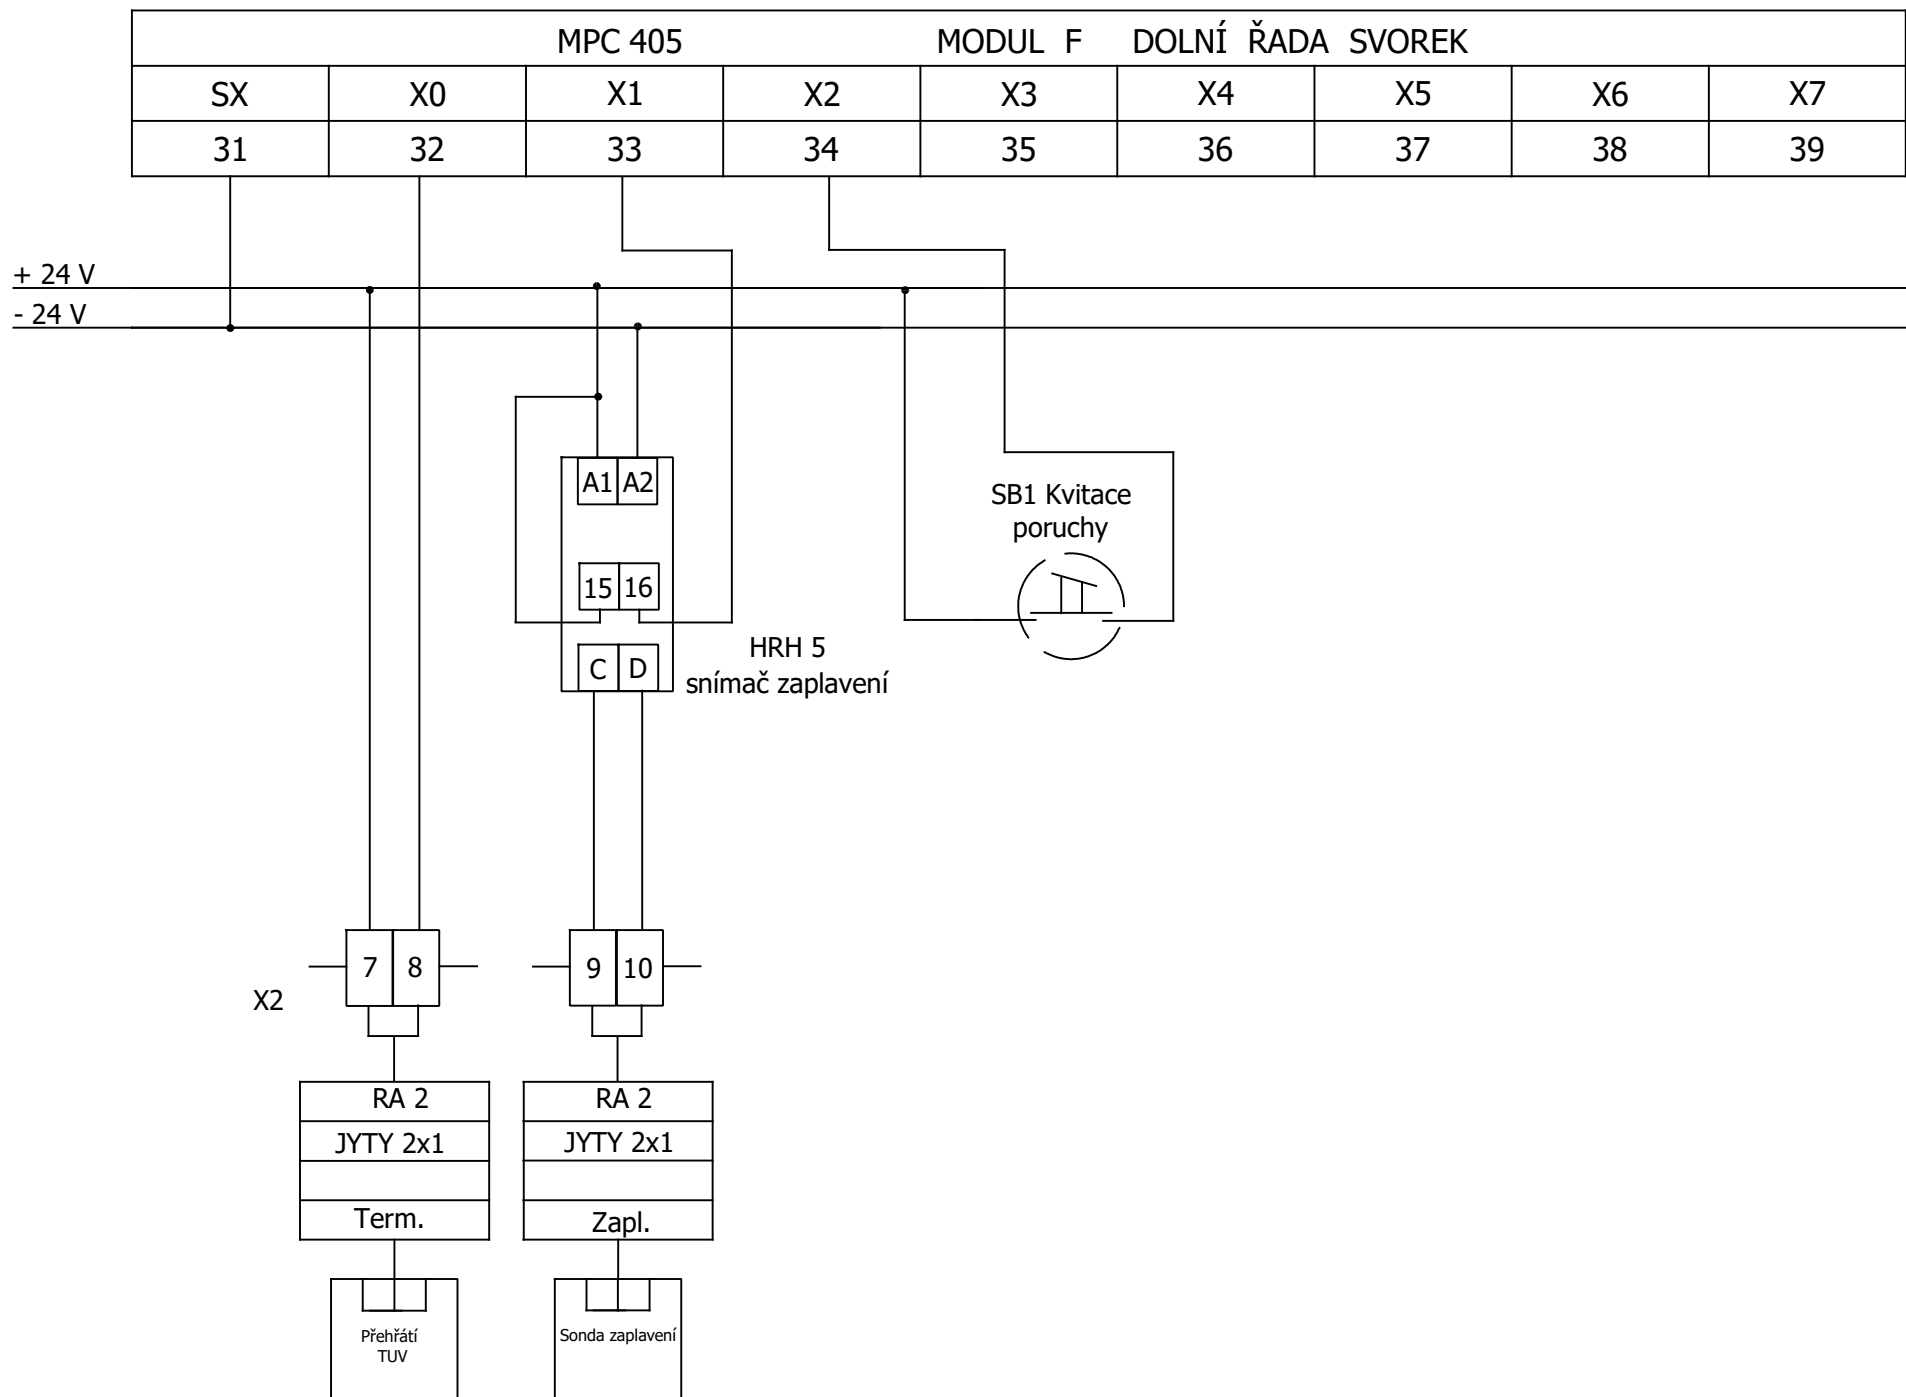 MPC 405 MODUL F DOLNÍ ŘADA SVOREK
SX X0 X1 X2 X3 X4 X5 X6 X7
31 32 33 34 35 36 37 38 39
+ 24 V
- 24 V
A1 A2
SB1 Kvitace
poruchy
15 16
HRH 5
snímač zaplavení
C D
7 8 9 10
X2
RA 2 RA 2
JYTY 2x1 JYTY 2x1
Term. Zapl.
Přehřátí
TUV
Sonda zaplavení